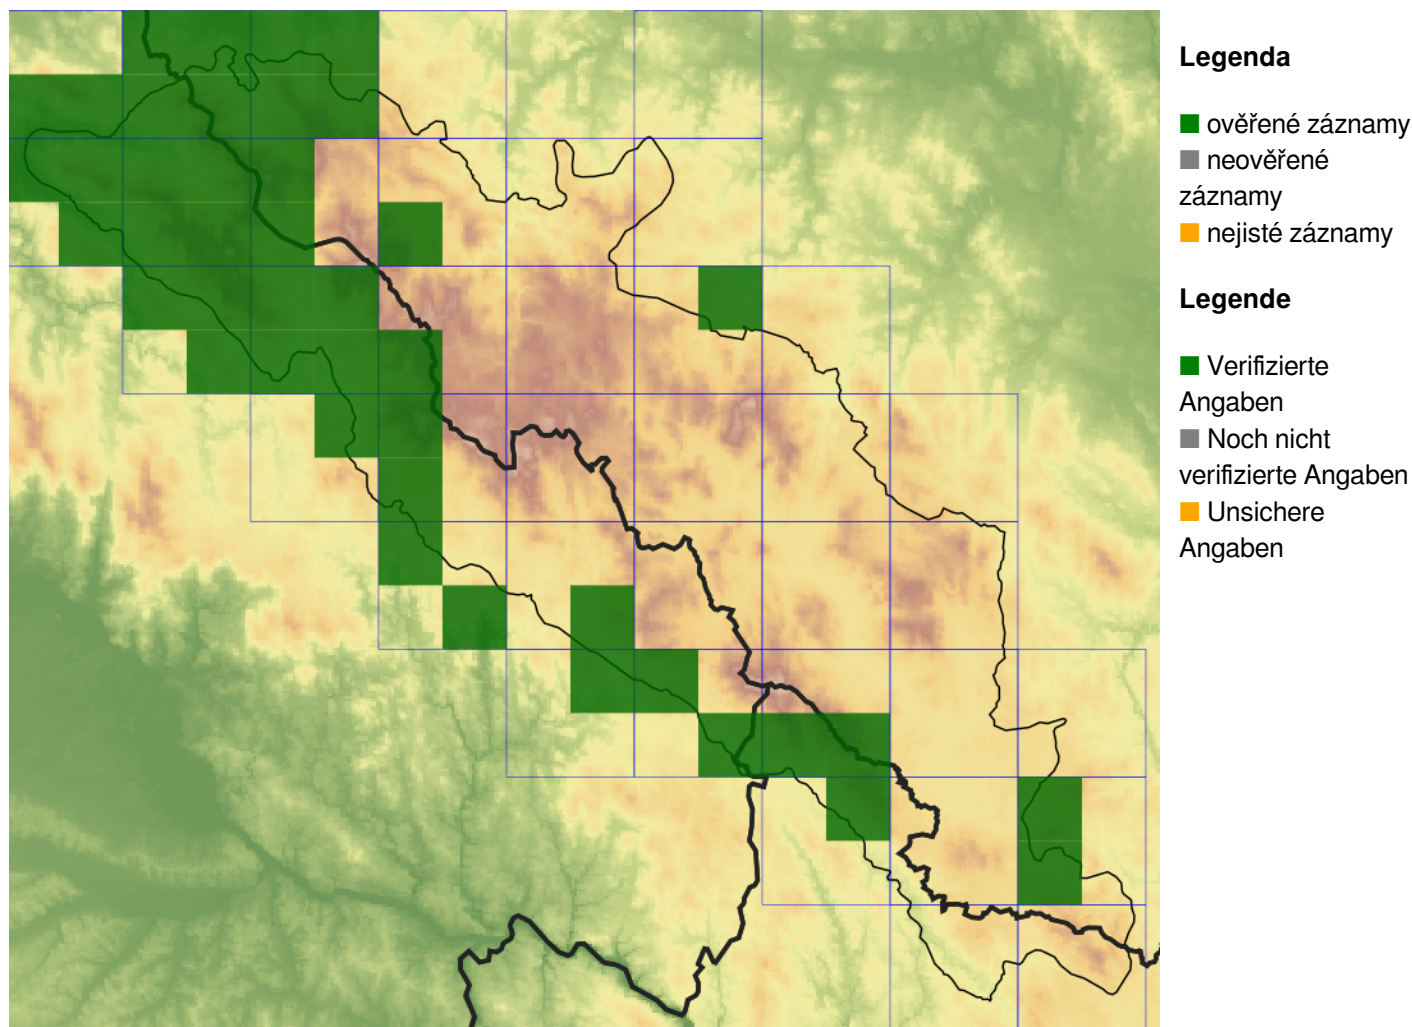 Legenda
ověřené záznamy
neověřené
záznamy
nejisté záznamy
Legende
Verifizierte
Angaben
Noch nicht
verifizierte Angaben
Unsichere
Angaben